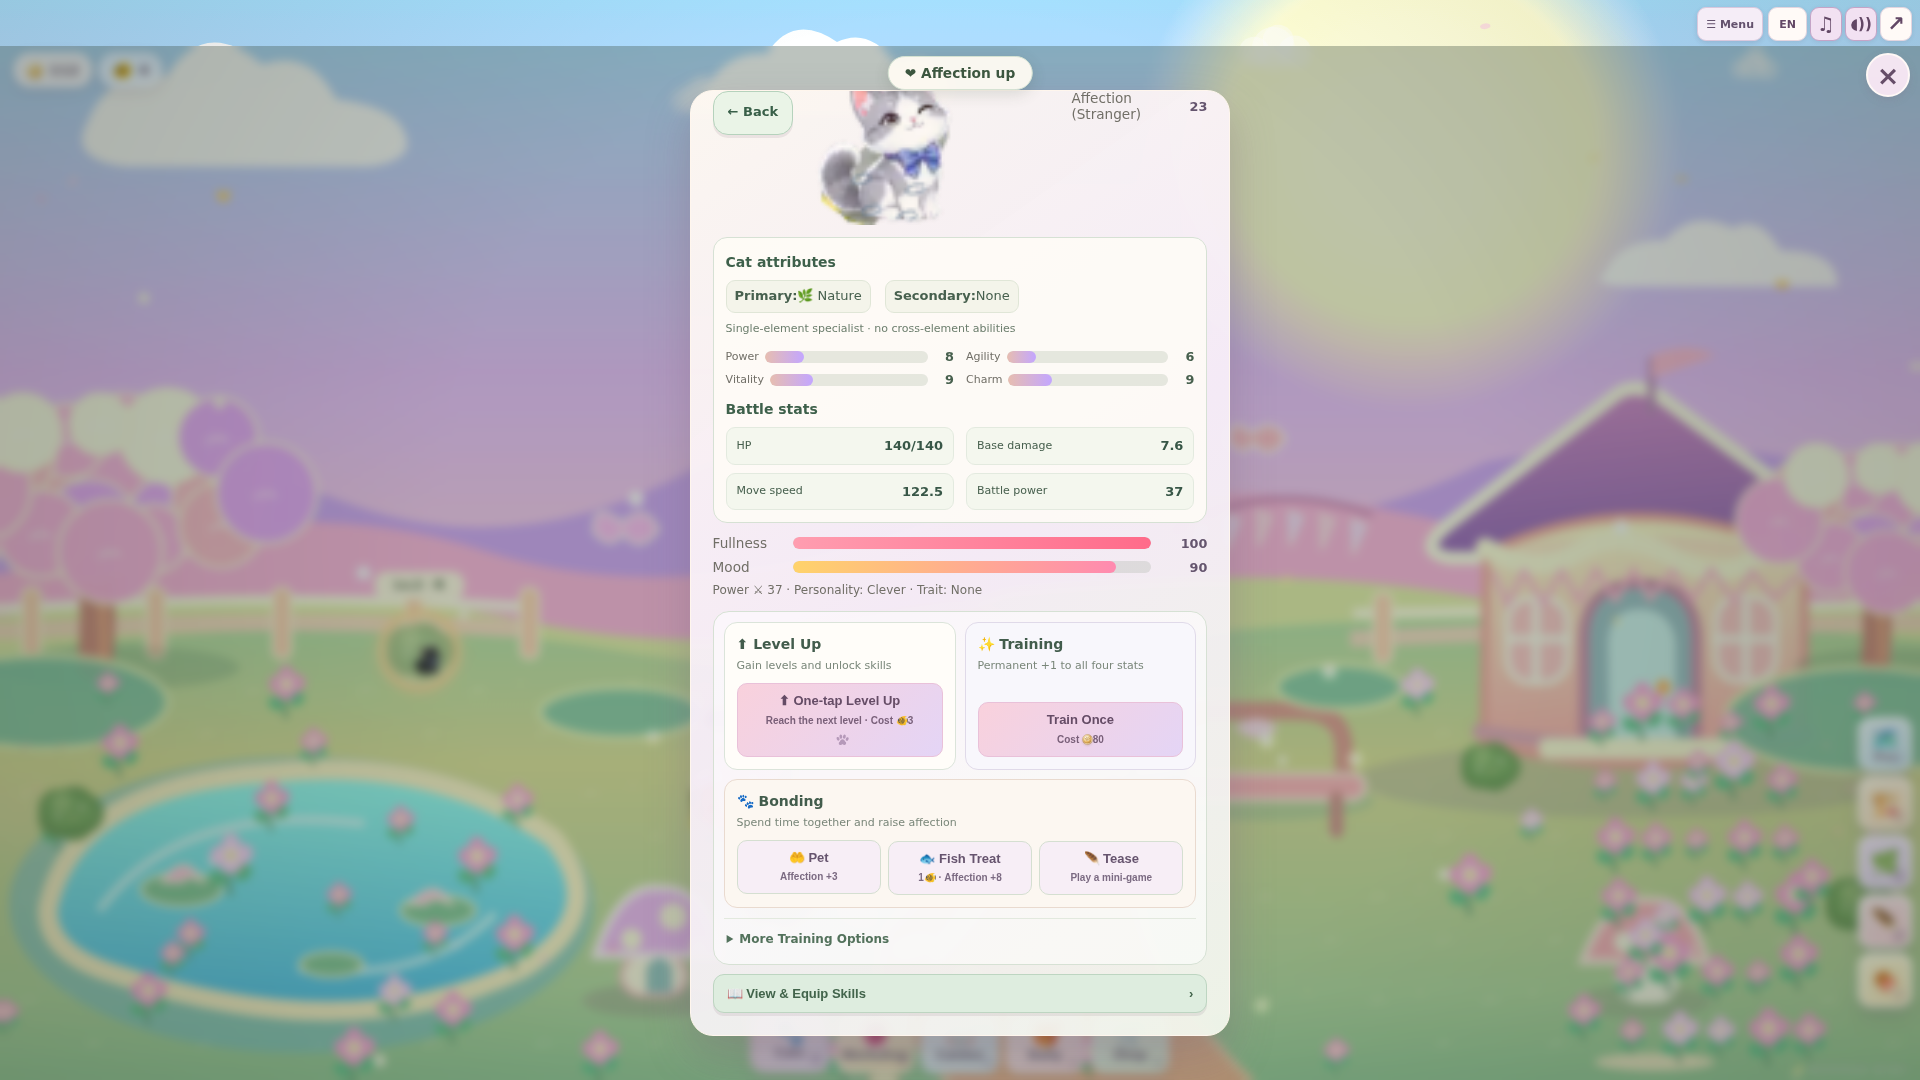 ☰ Menu
EN
❤ Affection up
← Back
Affection (Stranger) 23
Cat attributes
Primary:🌿 Nature
Secondary:None
Single-element specialist · no cross-element abilities
Power 8
Agility 6
Vitality 9
Charm 9
Battle stats
HP 140/140
Base damage 7.6
Move speed 122.5
Battle power 37
Fullness 100
Mood 90
Power ⚔ 37 · Personality: Clever · Trait: None
⬆ Level Up
Gain levels and unlock skills
⬆ One-tap Level Up
Reach the next level · Cost 🐠3
✨ Training
Permanent +1 to all four stats
Train Once
Cost 🪙80
🐾 Bonding
Spend time together and raise affection
🤲 Pet
Affection +3
🐟 Fish Treat
1🐠 · Affection +8
🪶 Tease
Play a mini-game
▶ More Training Options
📖 View & Equip Skills ›